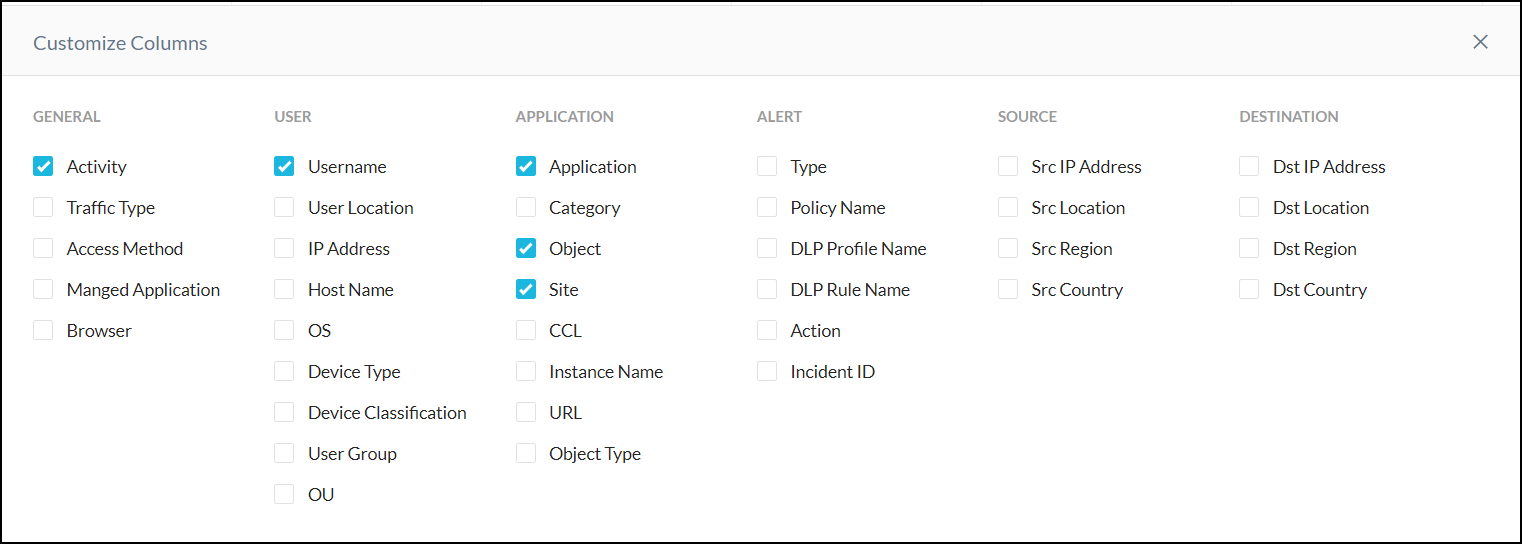 Customize Columns
GENERAL
Activity
Traffic Type
Access Method
Manged Application
Browser
USER
Username
User Location
IP Address
Host Name
OS
Device Type
Device Classification
User Group
OU
APPLICATION
Application
Category
Object
Site
CCL
Instance Name
URL
Object Type
ALERT
Type
Policy Name
DLP Profile Name
DLP Rule Name
Action
Incident ID
SOURCE
Src IP Address
Src Location
Src Region
Src Country
DESTINATION
Dst IP Address
Dst Location
Dst Region
Dst Country